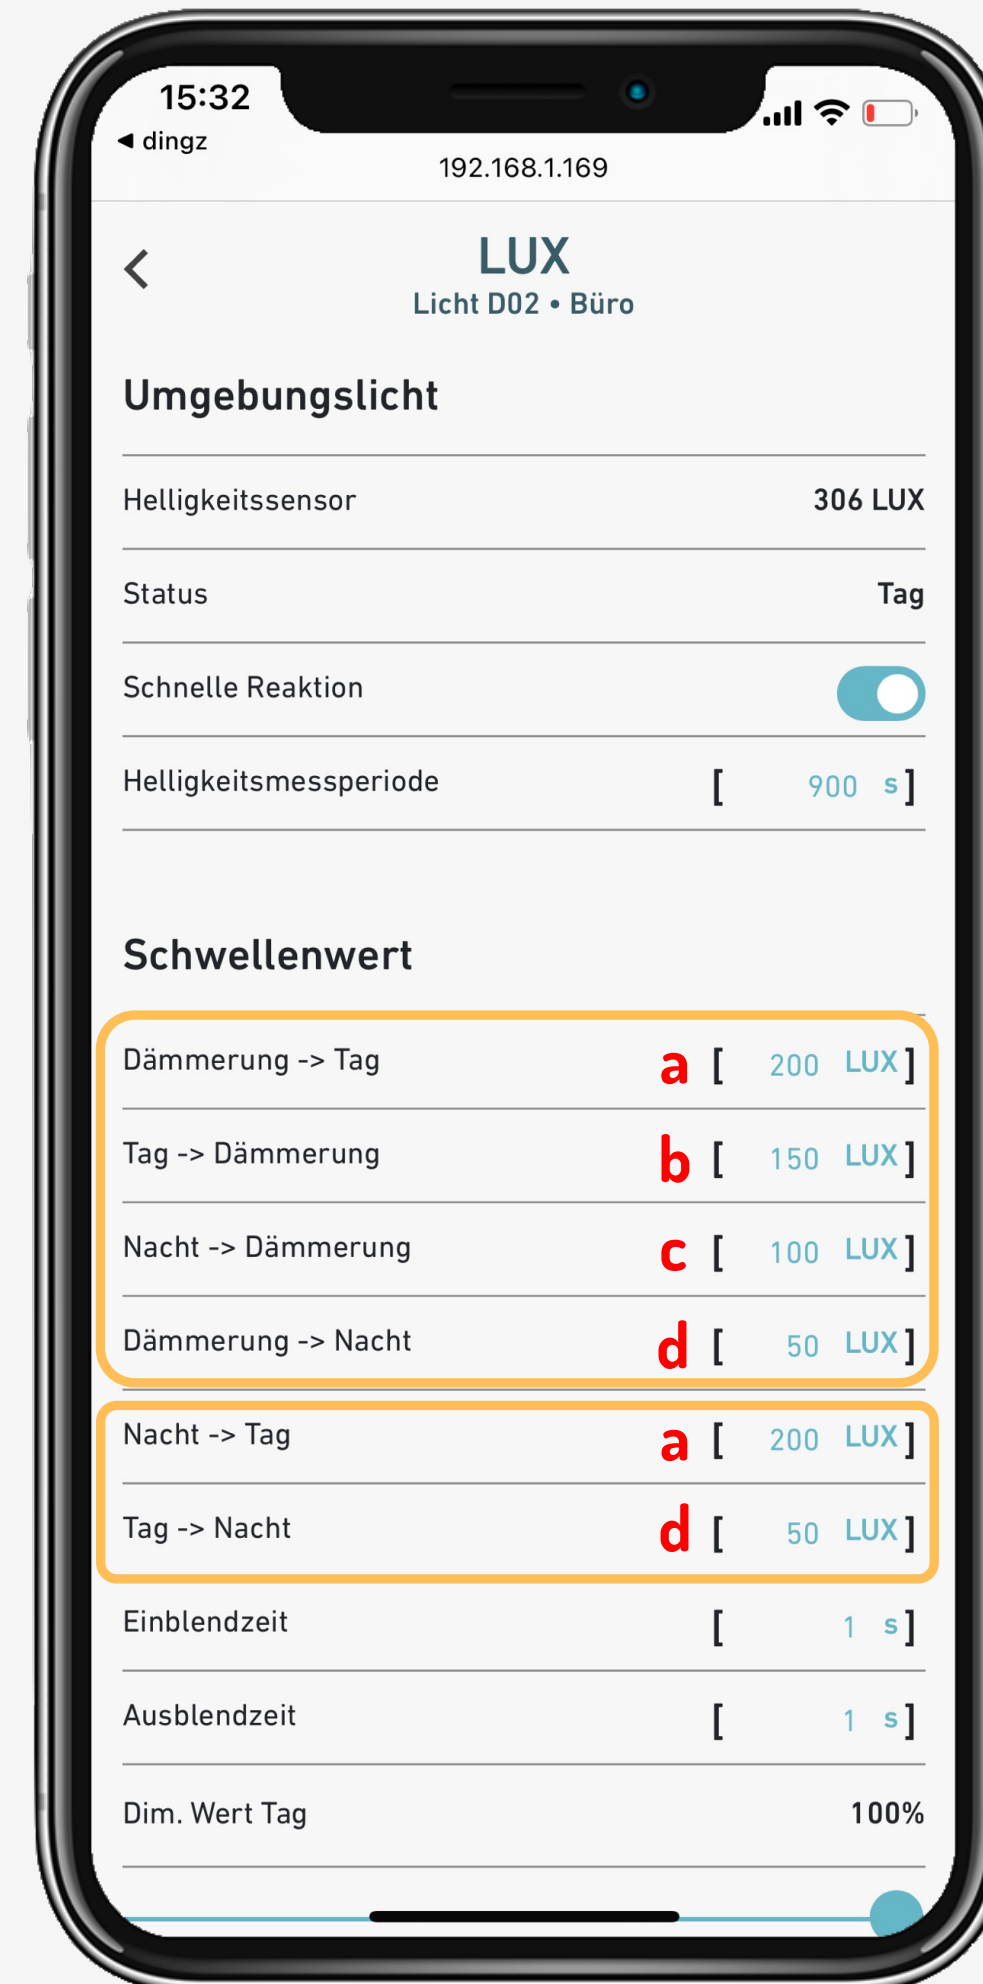 15:32
◀ dingz
192.168.1.169
LUX
Licht D02 • Büro
Umgebungslicht
Helligkeitssensor 306 LUX
Status Tag
Schnelle Reaktion
Helligkeitsmessperiode [ 900 s]
Schwellenwert
Dämmerung -> Tag a [ 200 LUX]
Tag -> Dämmerung b [ 150 LUX]
Nacht -> Dämmerung c [ 100 LUX]
Dämmerung -> Nacht d [ 50 LUX]
Nacht -> Tag a [ 200 LUX]
Tag -> Nacht d [ 50 LUX]
Einblendzeit [ 1 s]
Ausblendzeit [ 1 s]
Dim. Wert Tag 100%